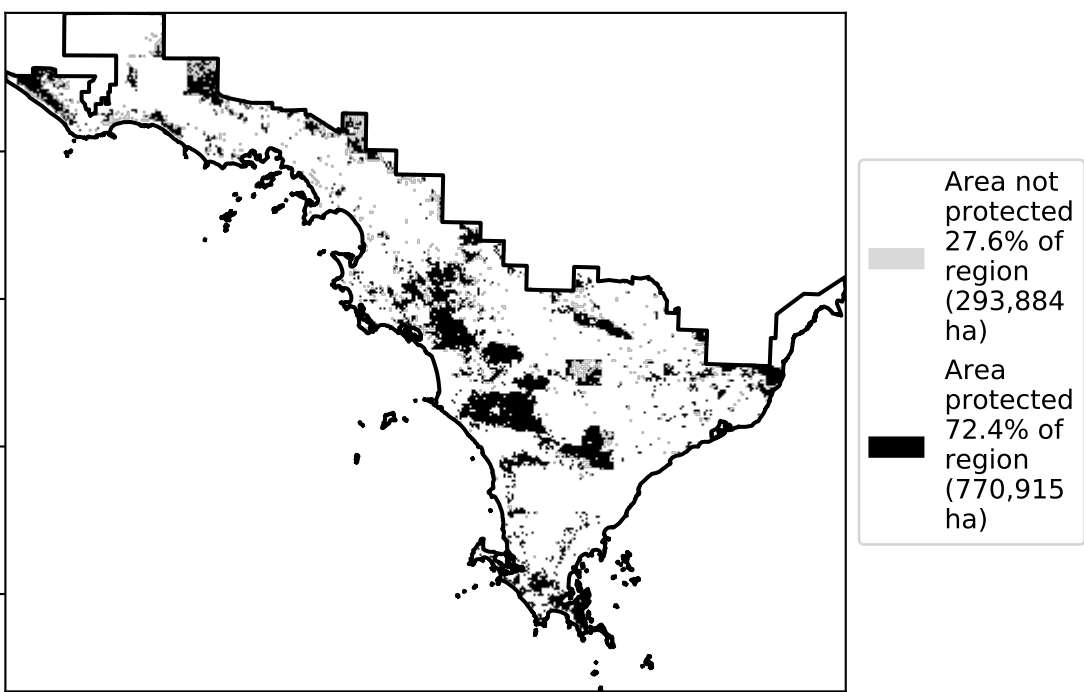 Area not
protected
27.6% of
region
(293,884
ha)
Area
protected
72.4% of
region
(770,915
ha)